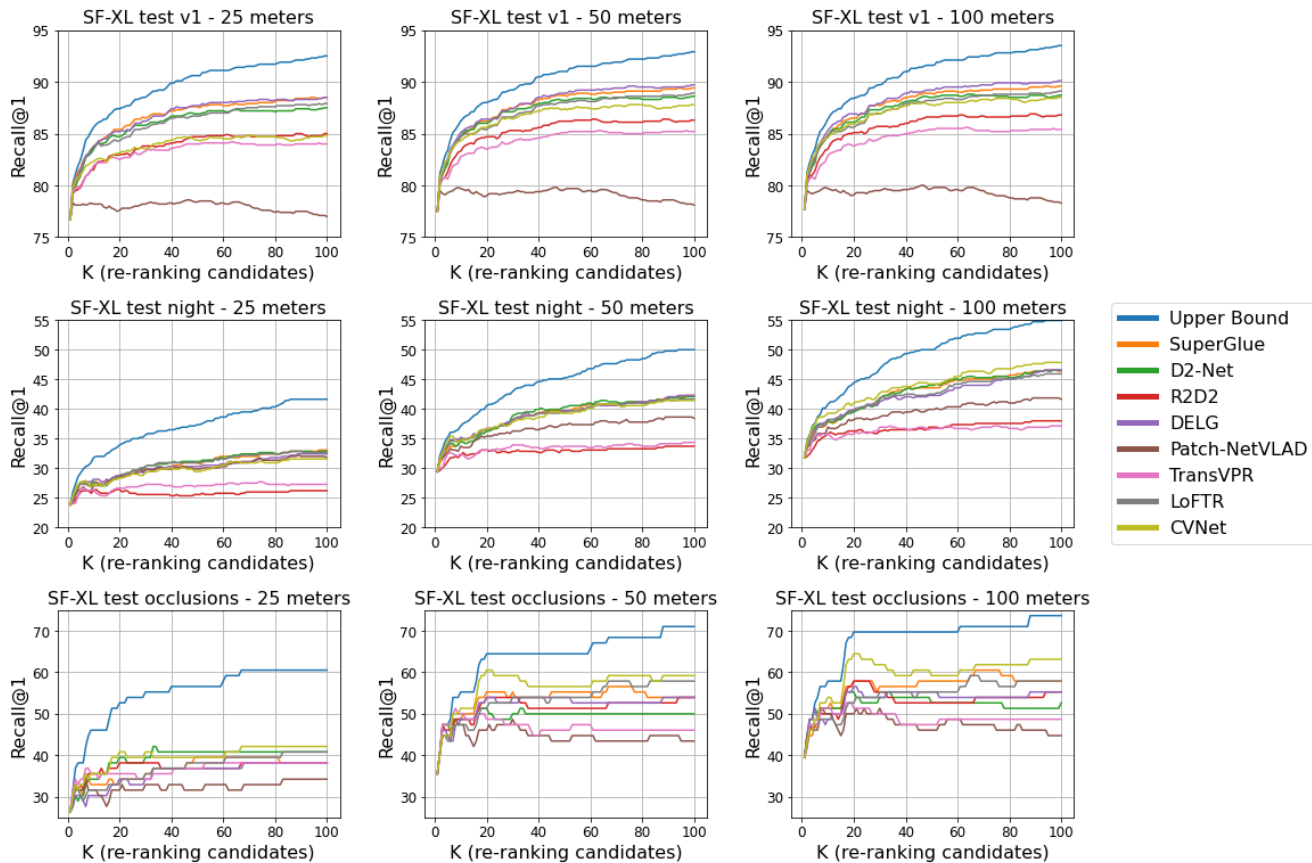 SF-XL test v1 - 25 meters
SF-XL test v1 - 50 meters
SF-XL test v1 - 100 meters
Recall@1
95
90
85
80
75
0 20 40 60 80 100
K (re-ranking candidates)
Recall@1
95
90
85
80
75
0 20 40 60 80 100
K (re-ranking candidates)
Recall@1
95
90
85
80
75
0 20 40 60 80 100
K (re-ranking candidates)
SF-XL test night - 25 meters
SF-XL test night - 50 meters
SF-XL test night - 100 meters
Recall@1
55
50
45
40
35
30
25
20
0 20 40 60 80 100
K (re-ranking candidates)
Recall@1
55
50
45
40
35
30
25
20
0 20 40 60 80 100
K (re-ranking candidates)
Recall@1
55
50
45
40
35
30
25
20
0 20 40 60 80 100
K (re-ranking candidates)
Upper Bound
SuperGlue
D2-Net
R2D2
DELG
Patch-NetVLAD
TransVPR
LoFTR
CVNet
SF-XL test occlusions - 25 meters
SF-XL test occlusions - 50 meters
SF-XL test occlusions - 100 meters
Recall@1
70
60
50
40
30
0 20 40 60 80 100
K (re-ranking candidates)
Recall@1
70
60
50
40
30
0 20 40 60 80 100
K (re-ranking candidates)
Recall@1
70
60
50
40
30
0 20 40 60 80 100
K (re-ranking candidates)